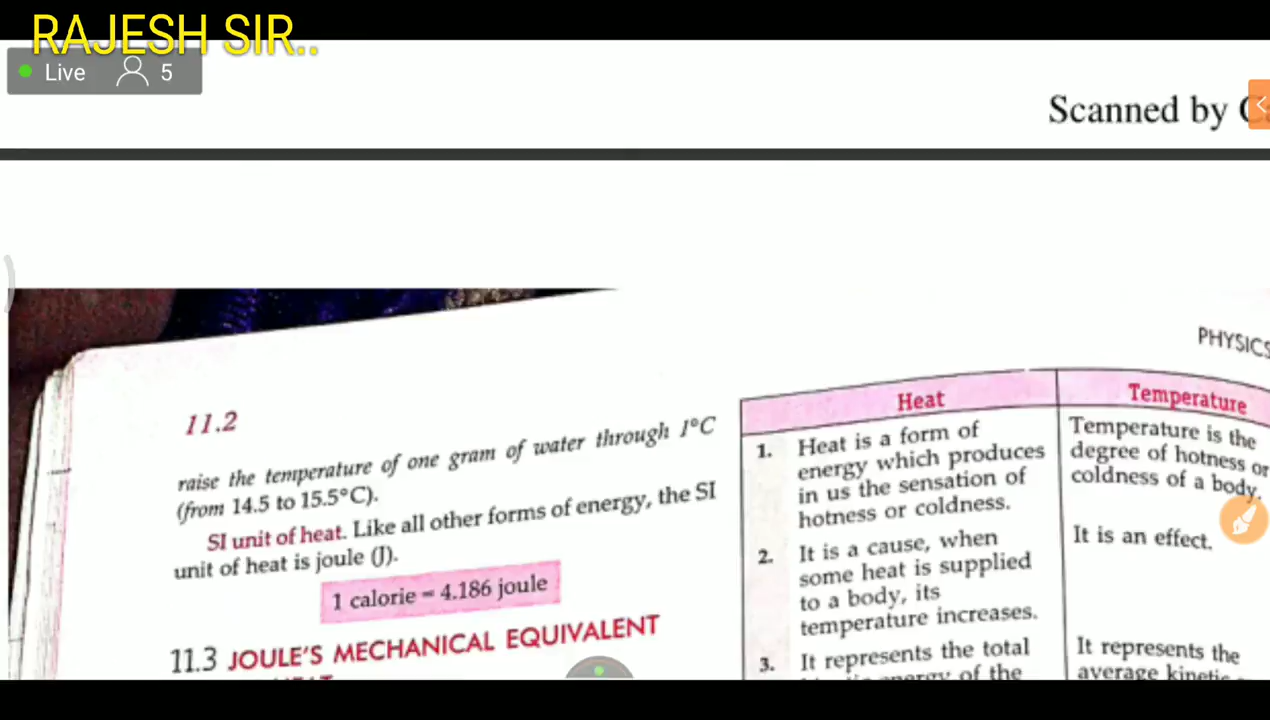 RAJESH SIR..
Live 5
Scanned by
PHYSICS
11.2
raise the temperature of one gram of water through 1°C
(from 14.5 to 15.5°C).
SI unit of heat. Like all other forms of energy, the SI
unit of heat is joule (J).
1 calorie = 4.186 joule
11.3 JOULE'S MECHANICAL EQUIVALENT
Heat
1. Heat is a form of
energy which produces
in us the sensation of
hotness or coldness.
2. It is a cause, when
some heat is supplied
to a body, its
temperature increases.
3. It represents the total
energy of the
Temperature
Temperature is the
degree of hotness or
coldness of a body.
It is an effect.
It represents the
average kinetic